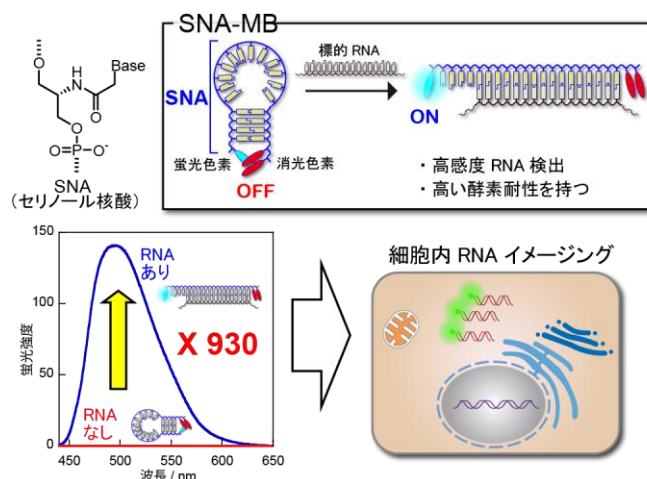 SNA-MB
O
Base
N
H
O
O
O=P-O⁻
SNA
(セリノール核酸)
SNA
標的 RNA
蛍光色素
消光色素
OFF
ON
・高感度 RNA 検出
・高い酵素耐性を持つ
150
100
50
0
蛍光強度
RNA
あり
X 930
RNA
なし
450 500 550 600 650
波長 / nm
細胞内 RNA イメージング